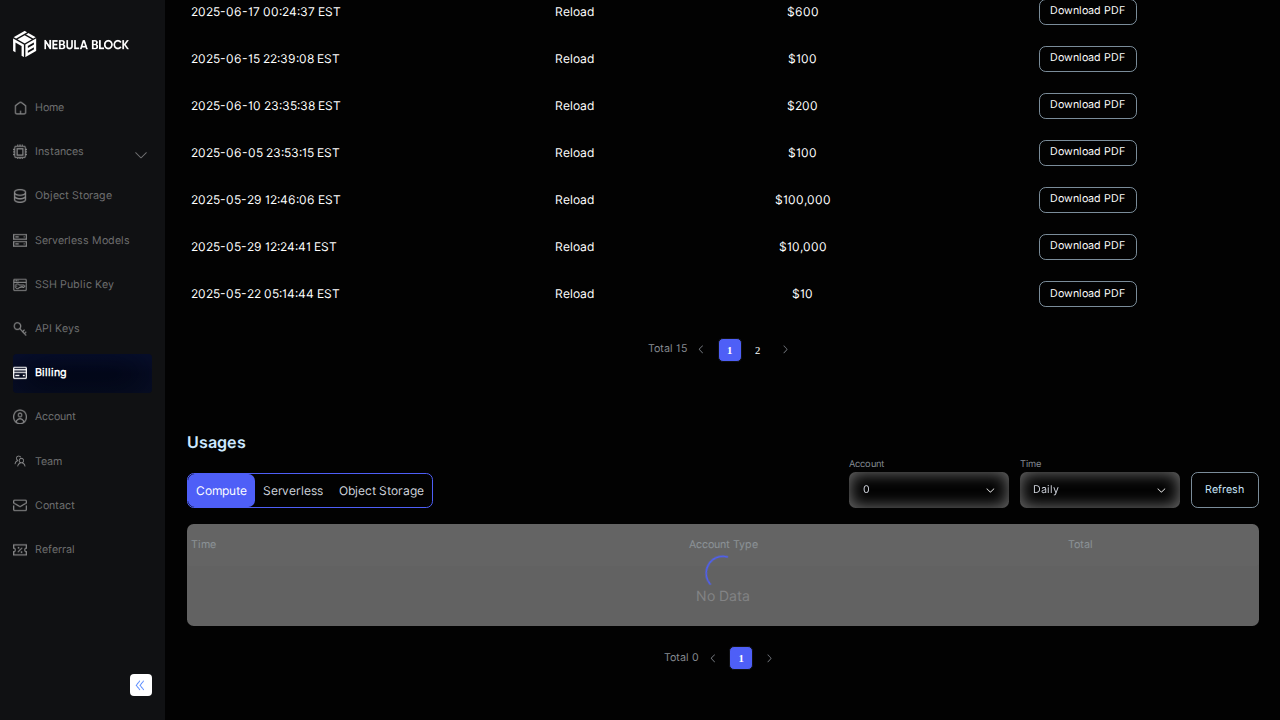 NEBULA BLOCK
Home
Instances
Object Storage
Serverless Models
SSH Public Key
API Keys
Billing
Account
Team
Contact
Referral
2025-06-17 00:24:37 EST Reload $600 Download PDF
2025-06-15 22:39:08 EST Reload $100 Download PDF
2025-06-10 23:35:38 EST Reload $200 Download PDF
2025-06-05 23:53:15 EST Reload $100 Download PDF
2025-05-29 12:46:06 EST Reload $100,000 Download PDF
2025-05-29 12:24:41 EST Reload $10,000 Download PDF
2025-05-22 05:14:44 EST Reload $10 Download PDF
Total 15 1 2
Usages
Account Time
Compute Serverless Object Storage 0 Daily Refresh
Time Account Type Total
No Data
Total 0 1